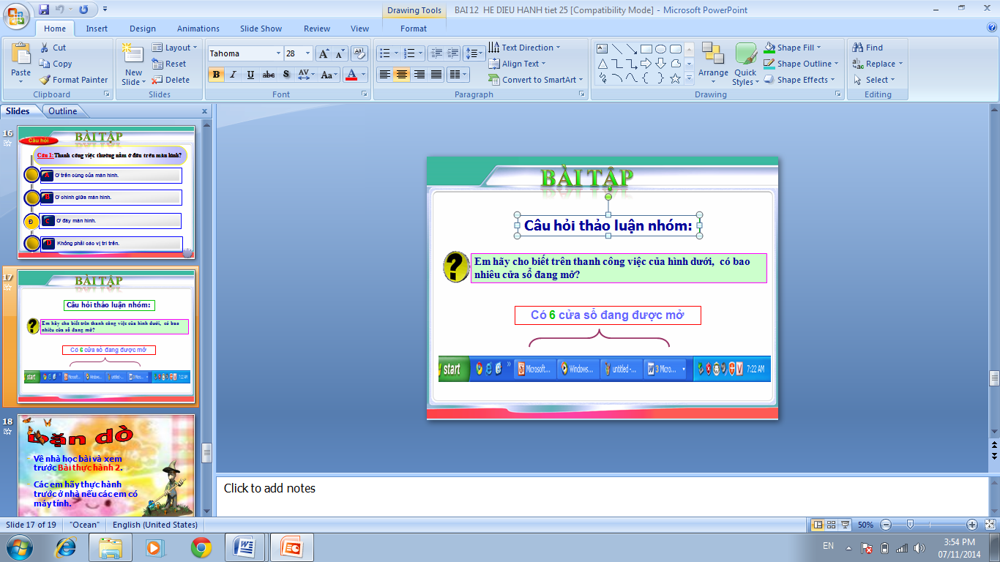 BAI 12  HE DIEU HANH tiet 25 [Compatibility Mode] - Microsoft PowerPoint
Drawing Tools
Home Insert Design Animations Slide Show Review View Format
Paste
Cut
Copy
Format Painter
Clipboard
New Slide
Layout
Reset
Delete
Slides
Tahoma 28
B I U abc S AV Aa A
Font
Text Direction
Align Text
Convert to SmartArt
Paragraph
Arrange
Quick Styles
Shape Fill
Shape Outline
Shape Effects
Drawing
Find
Replace
Select
Editing
Slides Outline x
16
Câu hỏi
BÀI TẬP
Câu 1: Thanh công việc thường nằm ở đâu trên màn hình?
A Ở trên cùng của màn hình.
B Ở chính giữa màn hình.
Đ C Ở đáy màn hình.
D Không phải các vị trí trên.
17
BÀI TẬP
Câu hỏi thảo luận nhóm:
? Em hãy cho biết trên thanh công việc của hình dưới,  có bao
nhiêu cửa sổ đang mở?
Có 6 cửa sổ đang được mở
start Microsoft... Windows... untitled -... 3 Micro... 7:22 AM
18
Dặn dò
Về nhà học bài và xem
trước Bài thực hành 2.
Các em hãy thực hành
trước ở nhà nếu các em có
máy tính.
BÀI TẬP
Câu hỏi thảo luận nhóm:
? Em hãy cho biết trên thanh công việc của hình dưới,  có bao
nhiêu cửa sổ đang mở?
Có 6 cửa sổ đang được mở
start Microsoft... Windows... untitled -... 3 Micro... 7:22 AM
Click to add notes
Slide 17 of 19 "Ocean" English (United States) 50%
EN 3:54 PM
07/11/2014